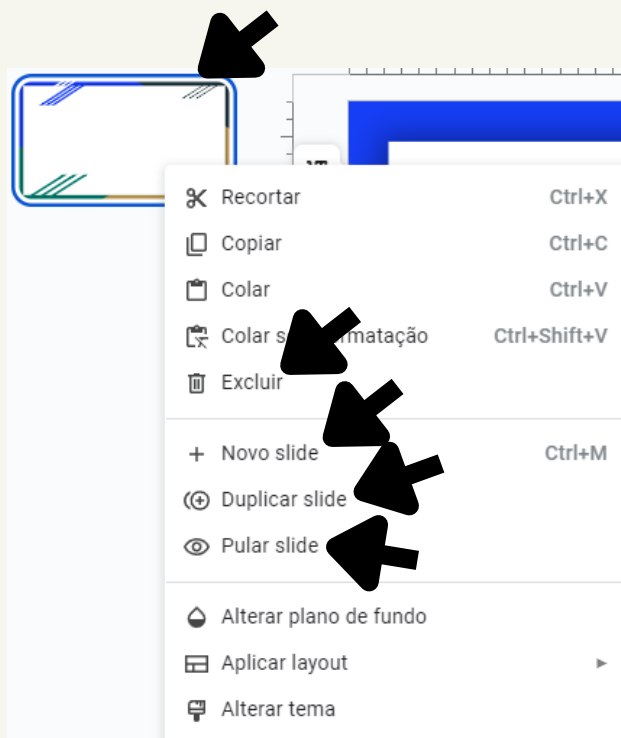 Recortar Ctrl+X
Copiar Ctrl+C
Colar Ctrl+V
Colar Ctrl+Shift+V
Excluir
Novo slide Ctrl+M
Duplicar slide
Pular slide
Alterar plano de fundo
Aplicar layout
Alterar tema